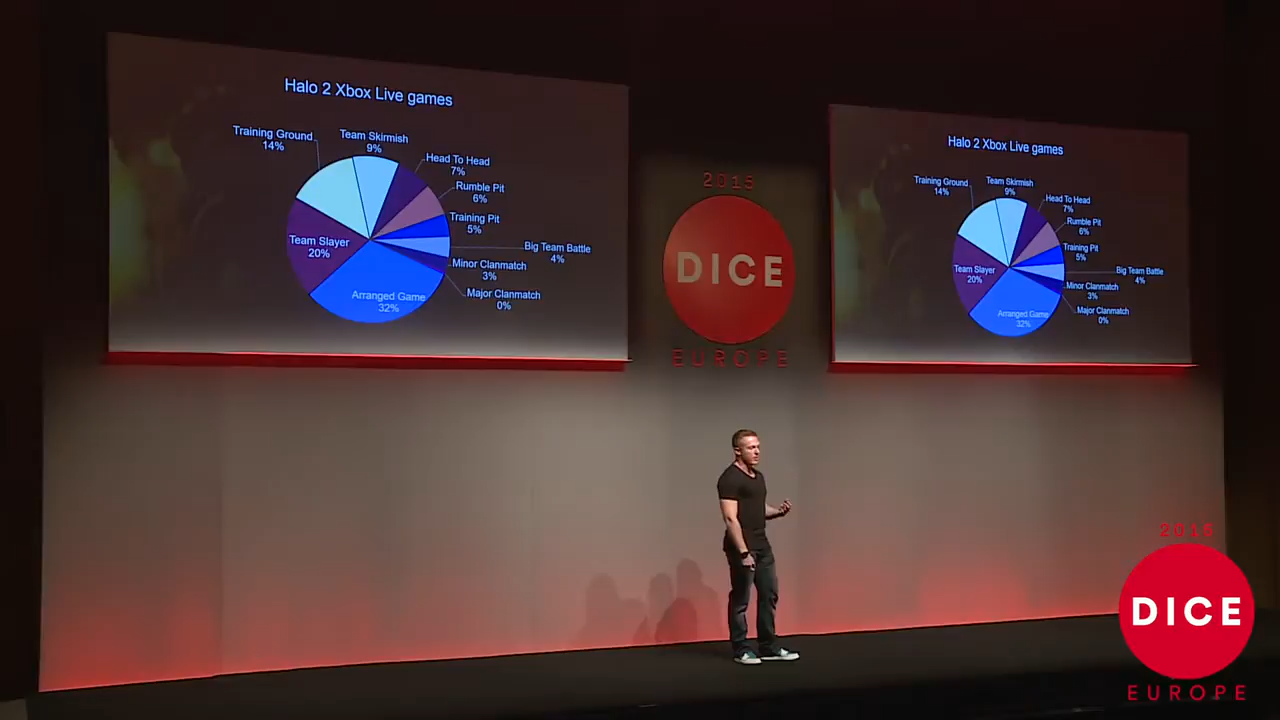 Halo 2 Xbox Live games
Training Ground
14%
Team Skirmish
9%
Head To Head
7%
Rumble Pit
6%
Training Pit
5%
Big Team Battle
4%
Minor Clanmatch
3%
Major Clanmatch
0%
Arranged Game
32%
Team Slayer
20%
2015
DICE
EUROPE
Halo 2 Xbox Live games
Training Ground
14%
Team Skirmish
9%
Head To Head
7%
Rumble Pit
6%
Training Pit
5%
Big Team Battle
4%
Minor Clanmatch
3%
Major Clanmatch
0%
Arranged Game
32%
Team Slayer
20%
2015
DICE
EUROPE